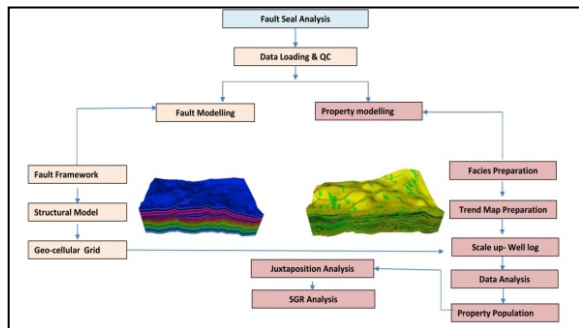 Fault Seal Analysis
Data Loading & QC
Fault Modelling
Property modelling
Fault Framework
Facies Preparation
Structural Model
Trend Map Preparation
Geo-cellular Grid
Scale up- Well log
Juxtaposition Analysis
Data Analysis
SGR Analysis
Property Population